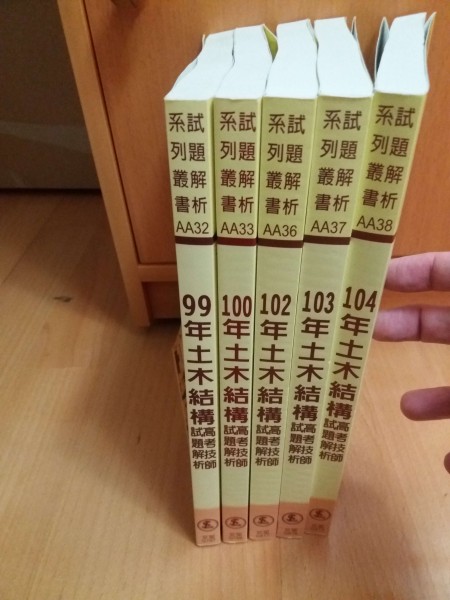 試題解析
系列叢書
AA32
99年土木結構
高考技師
試題解析
試題解析
系列叢書
AA33
100年土木結構
高考技師
試題解析
試題解析
系列叢書
AA36
102年土木結構
高考技師
試題解析
試題解析
系列叢書
AA37
103年土木結構
高考技師
試題解析
試題解析
系列叢書
AA38
104年土木結構
高考技師
試題解析